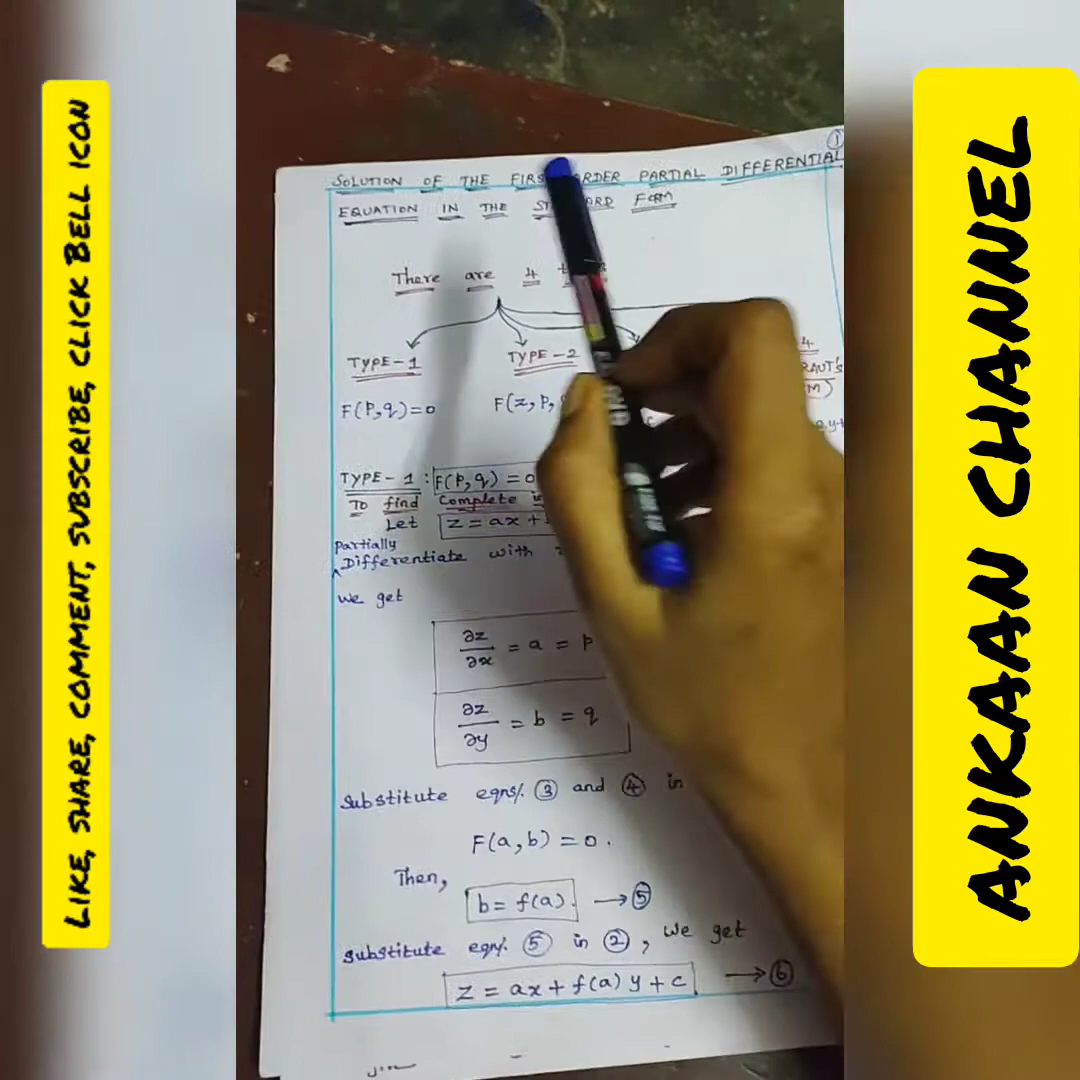 LIKE, SHARE, COMMENT, SUBSCRIBE, CLICK BELL ICON
①
SOLUTION OF THE PARTIAL DIFFERENTIAL
EQUATION IN THE FORM
There are 4
TYPE-1 TYPE-2 4
F(p,q)=0 F(z,p,
TYPE-1: F(p,q)=0
To find Complete
Let z=ax+
Partially
Differentiate with
we get
∂z/∂x = a = p
∂z/∂y = b = q
Substitute eqns/. ③ and ④ in
F(a,b)=0.
Then,
b=f(a). →⑤
Substitute eqn/. ⑤ in ②, we get
z=ax+f(a)y+c →⑥
ANKAAN CHANNEL